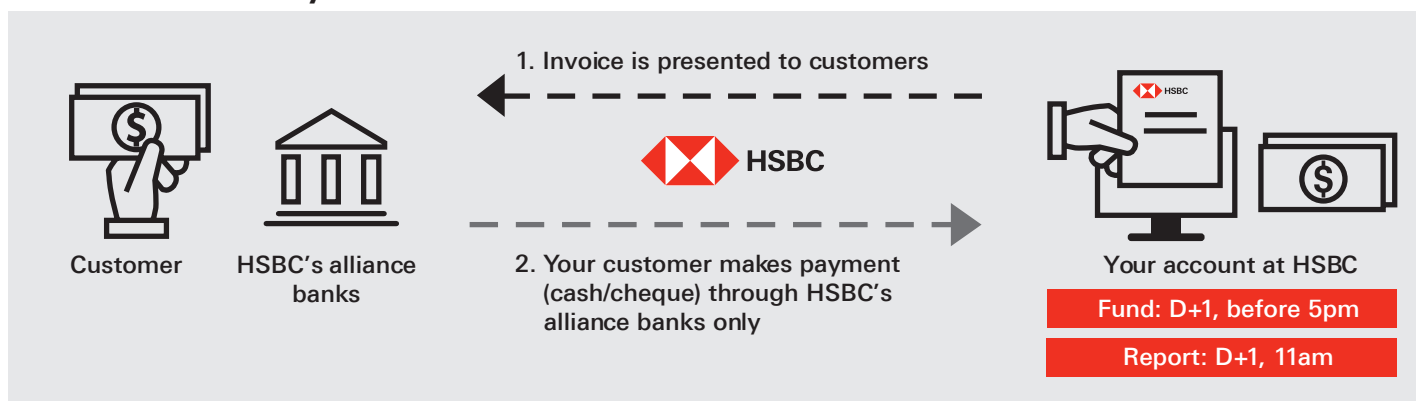 1. Invoice is presented to customers
HSBC
$
HSBC
$
Customer
HSBC's alliance
banks
2. Your customer makes payment
(cash/cheque) through HSBC's
alliance banks only
Your account at HSBC
Fund: D+1, before 5pm
Report: D+1, 11am